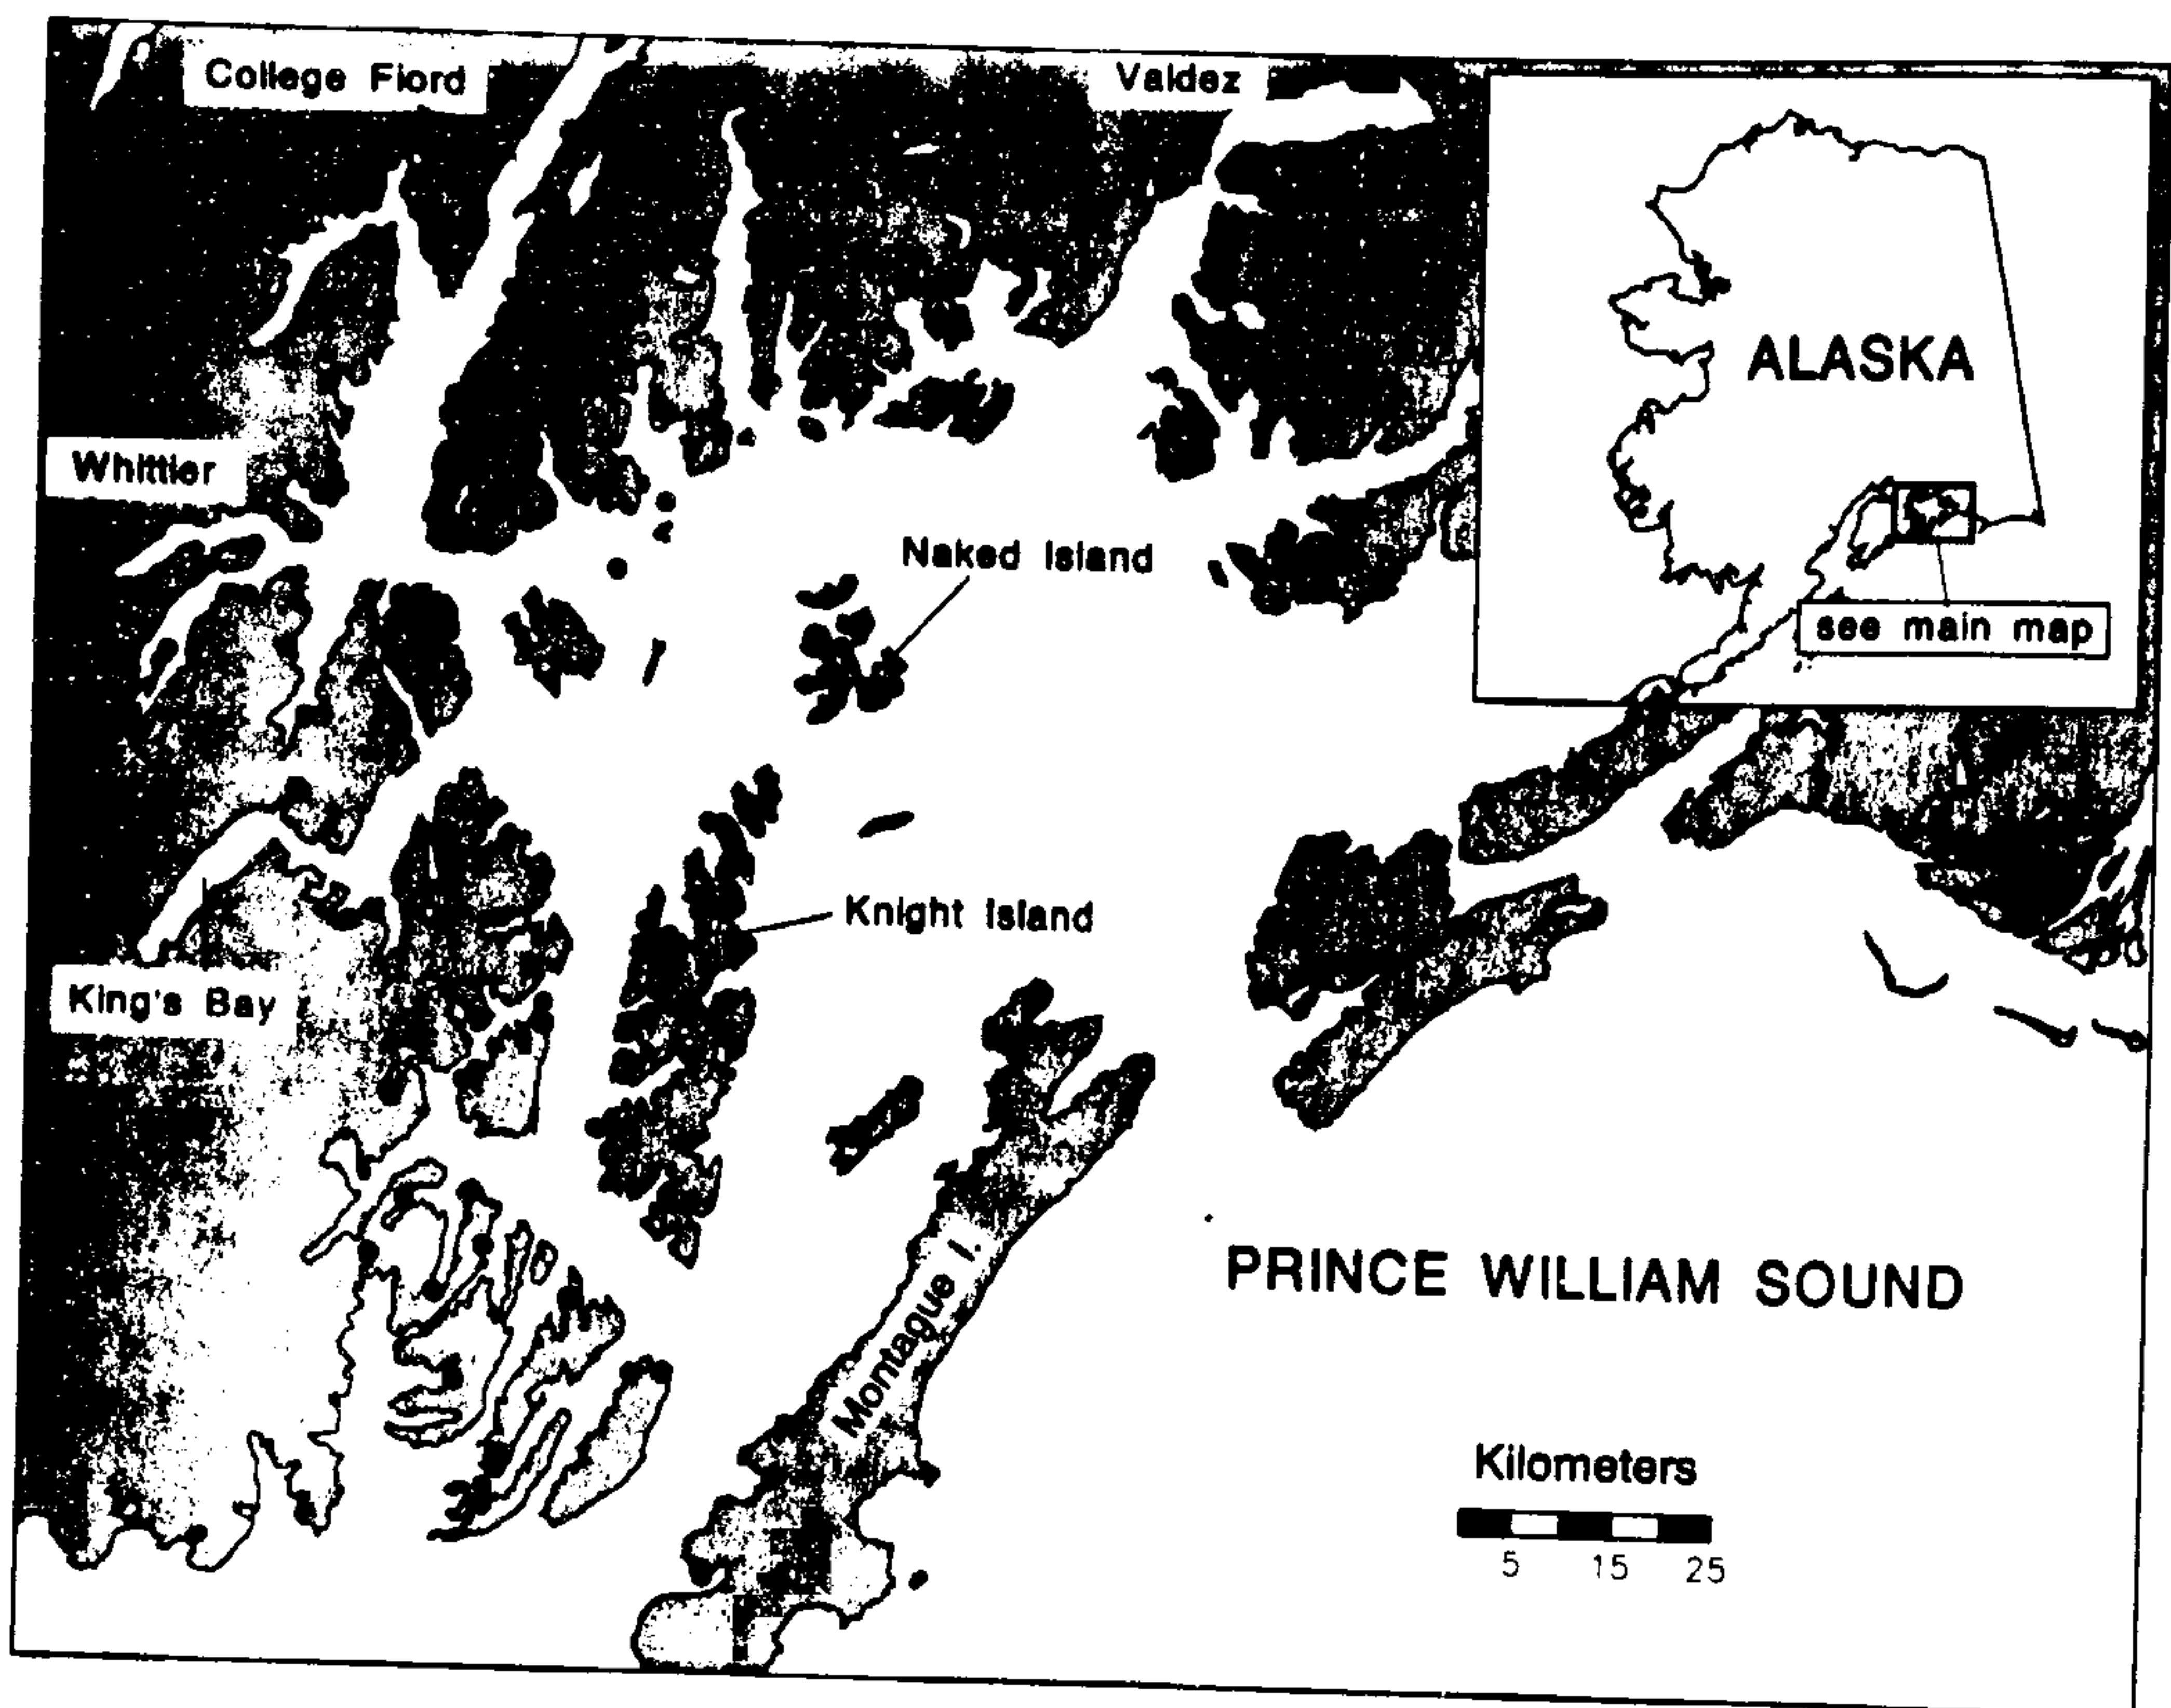 College Fiord
Valdez
ALASKA
Whittier
Naked Island
see main map
Knight Island
King's Bay
Montague I.
PRINCE WILLIAM SOUND
Kilometers
5 15 25